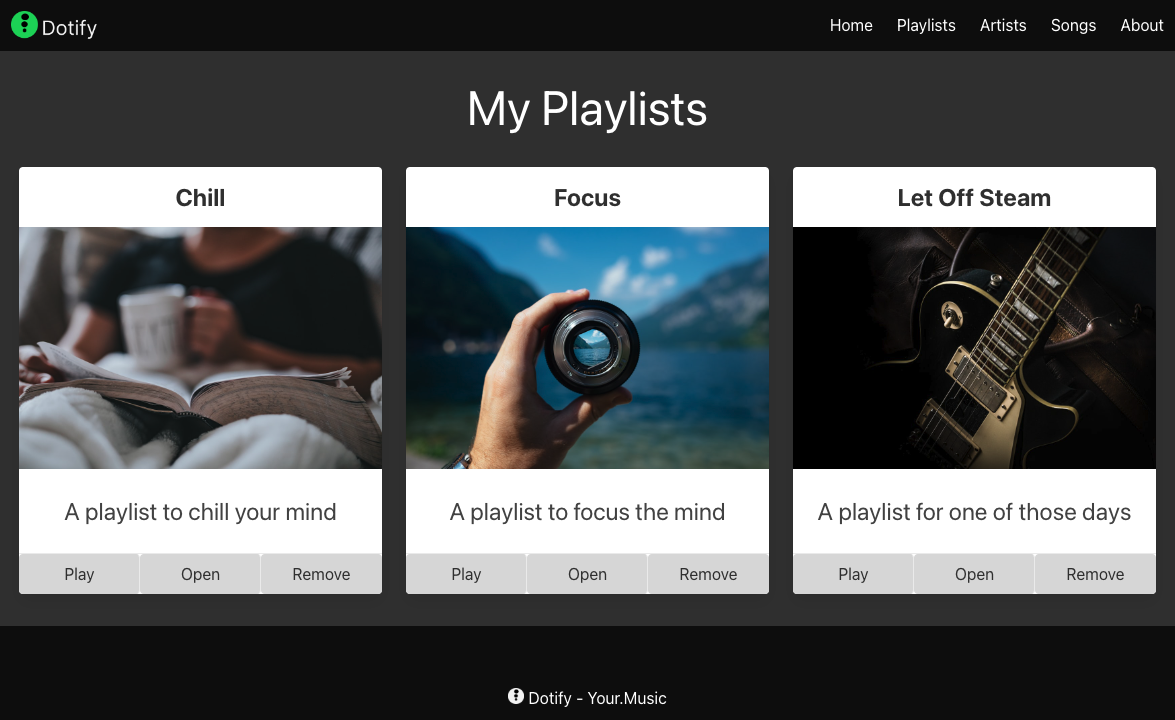 Dotify
Home Playlists Artists Songs About
My Playlists
Chill
A playlist to chill your mind
Play Open Remove
Focus
A playlist to focus the mind
Play Open Remove
Let Off Steam
A playlist for one of those days
Play Open Remove
Dotify - Your.Music